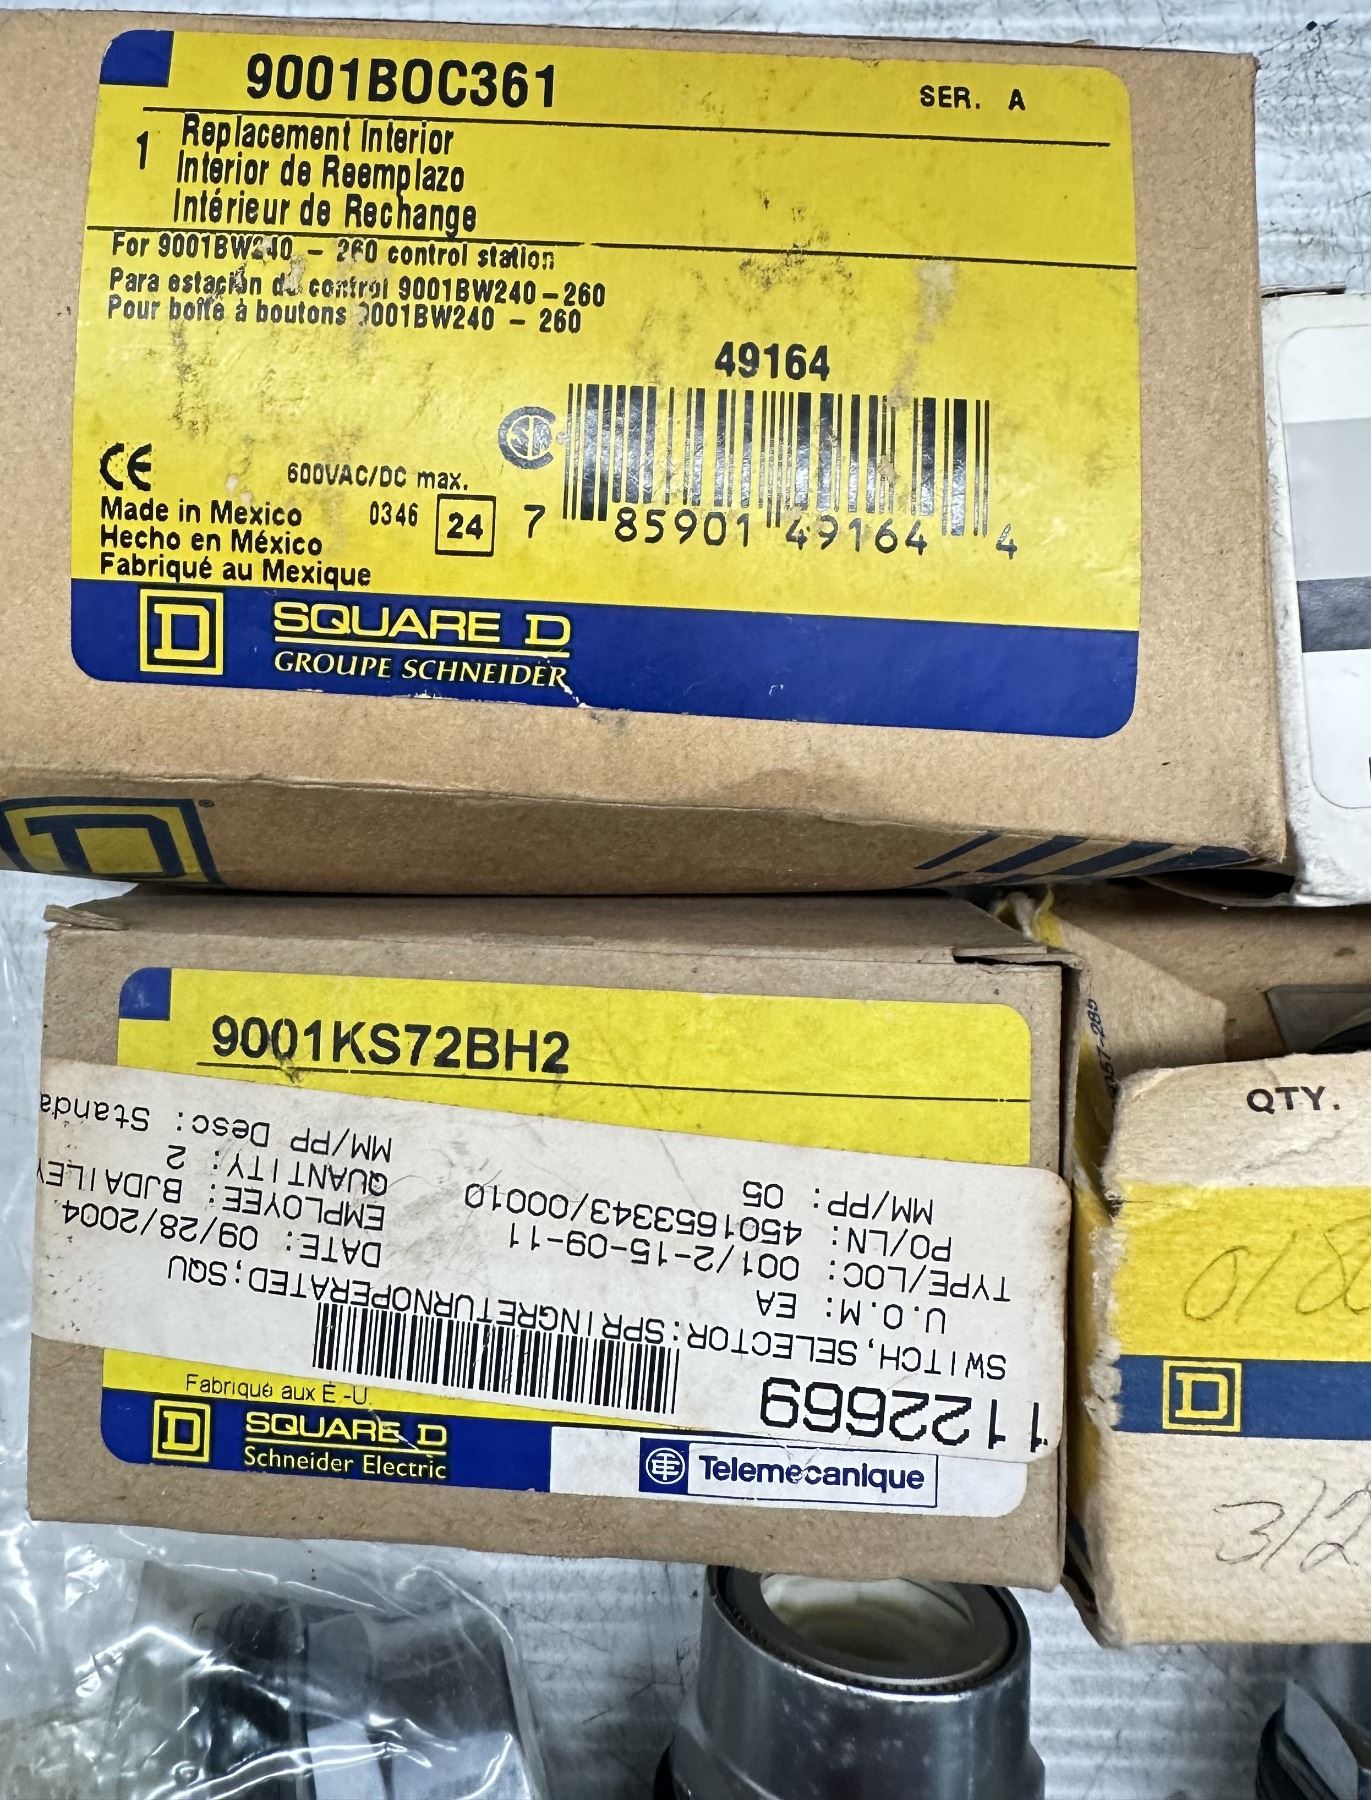 9001BOC361
SER. A
1 Replacement Interior
Interior de Reemplazo
Intérieur de Rechange
For 9001BW240 - 260 control station
Para estación de control 9001BW240-260
Pour boîte à boutons 9001BW240 - 260
49164
CE
600VAC/DC max.
Made in Mexico
0346
24
7 85901 49164 4
Hecho en México
Fabriqué au Mexique
D SQUARE D
GROUPE SCHNEIDER
D ®
9001KS72BH2
1122669
SWITCH,SELECTOR:SPRINGRETURNOPERATED;SQU
U.O.M: EA
DATE: 09/28/2004
TYPE/LOC: 001/2-15-09-11
EMPLOYEE: BJDAILEY
PO/LN: 4501653343/00010
QUANTITY: 2
MM/PP: 05
MM/PP Desc: Standa
Fabriqué aux É.-U.
D SQUARE D
Schneider Electric
TE Telemecanique
057-285
QTY.
D
312